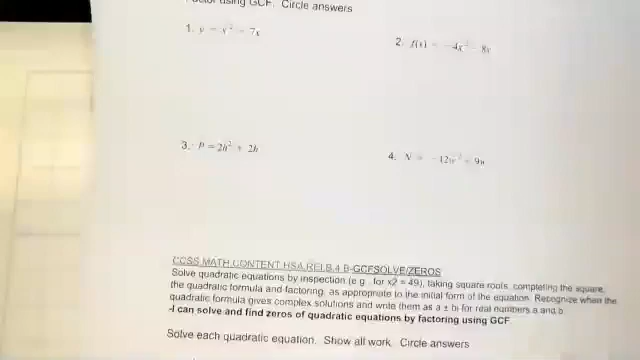 Factor using GCF. Circle answers
1. y = x² - 7x
2. f(x) = -4x² - 8x
3. P = 2h² + 2h
4. N = -12w² - 9w
CCSS.MATH.CONTENT.HSA.REI.B.4.B-GCFSOLVE/ZEROS
Solve quadratic equations by inspection (e.g., for x2 = 49), taking square roots, completing the square,
the quadratic formula and factoring, as appropriate to the initial form of the equation. Recognize when the
quadratic formula gives complex solutions and write them as a ± bi for real numbers a and b.
-I can solve and find zeros of quadratic equations by factoring using GCF.
Solve each quadratic equation. Show all work. Circle answers